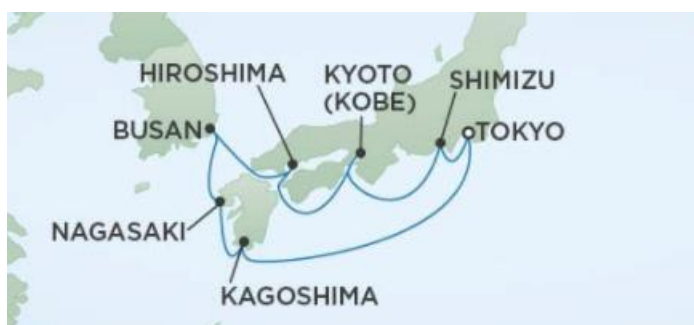 HIROSHIMA
KYOTO
(KOBE)
SHIMIZU
BUSAN
TOKYO
NAGASAKI
KAGOSHIMA